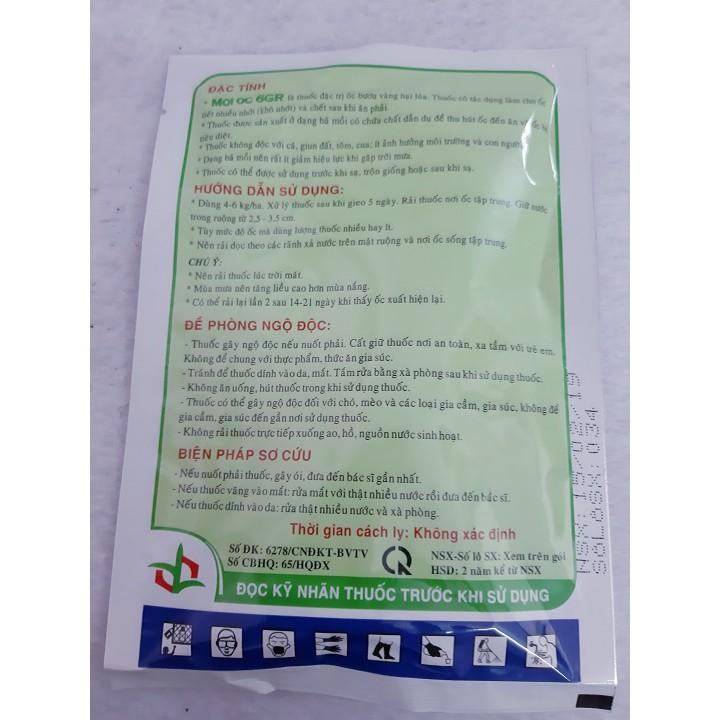 ĐẶC TÍNH
• MỌI ỐC 6GR là thuốc đặc trị ốc bươu vàng hại lúa. Thuốc có tác dụng làm cho ốc
tiết nhiều nhớt (khô nhớt) và chết sau khi ăn phải.
* Thuốc được sản xuất ở dạng bả mồi có chứa chất dẫn dụ để thu hút ốc đến ăn
tiêu diệt.
* Thuốc không độc với cá, giun đất, tôm, cua; ít ảnh hưởng môi trường và con người
* Dạng bả mồi nên rất ít giảm hiệu lực khi gặp trời mưa.
* Thuốc có thể được sử dụng trước khi sạ, trộn giống hoặc sau khi sạ.
HƯỚNG DẪN SỬ DỤNG:
* Dùng 4-6 kg/ha. Xử lý thuốc sau khi gieo 5 ngày. Rải thuốc nơi ốc tập trung. Giữ nước
trong ruộng từ 2,5 - 3,5 cm.
* Tùy mức độ ốc mà dùng lượng thuốc nhiều hay ít.
* Nên rải dọc theo các rãnh xả nước trên mặt ruộng và nơi ốc sống tập trung.
CHÚ Ý:
* Nên rải thuốc lúc trời mát.
* Mùa mưa nên tăng liều cao hơn mùa nắng.
* Có thể rải lại lần 2 sau 14-21 ngày khi thấy ốc xuất hiện lại.
ĐỀ PHÒNG NGỘ ĐỘC:
- Thuốc gây ngộ độc nếu nuốt phải. Cất giữ thuốc nơi an toàn, xa tầm với trẻ em.
Không để chung với thực phẩm, thức ăn gia súc.
- Tránh để thuốc dính vào da, mắt. Tắm rửa bằng xà phòng sau khi sử dụng thuốc.
- Không ăn uống, hút thuốc trong khi sử dụng thuốc.
- Thuốc có thể gây ngộ độc đối với chó, mèo và các loại gia cầm, gia súc, không để
gia cầm, gia súc đến gần nơi sử dụng thuốc.
- Không rải thuốc trực tiếp xuống ao, hồ, nguồn nước sinh hoạt.
BIỆN PHÁP SƠ CỨU
- Nếu nuốt phải thuốc, gây ói, đưa đến bác sĩ gần nhất.
- Nếu thuốc văng vào mắt: rửa mắt với thật nhiều nước rồi đưa đến bác sĩ.
- Nếu thuốc dính vào da: rửa thật nhiều nước và xà phòng.
Thời gian cách ly: Không xác định
Số ĐK: 6278/CNĐKT-BVTV
Số CBHQ: 65/HQĐX
NSX-Số lô SX: Xem trên gói
HSD: 2 năm kể từ NSX
ĐỌC KỸ NHÃN THUỐC TRƯỚC KHI SỬ DỤNG
NSX:15/02/19
SốLôSX:034